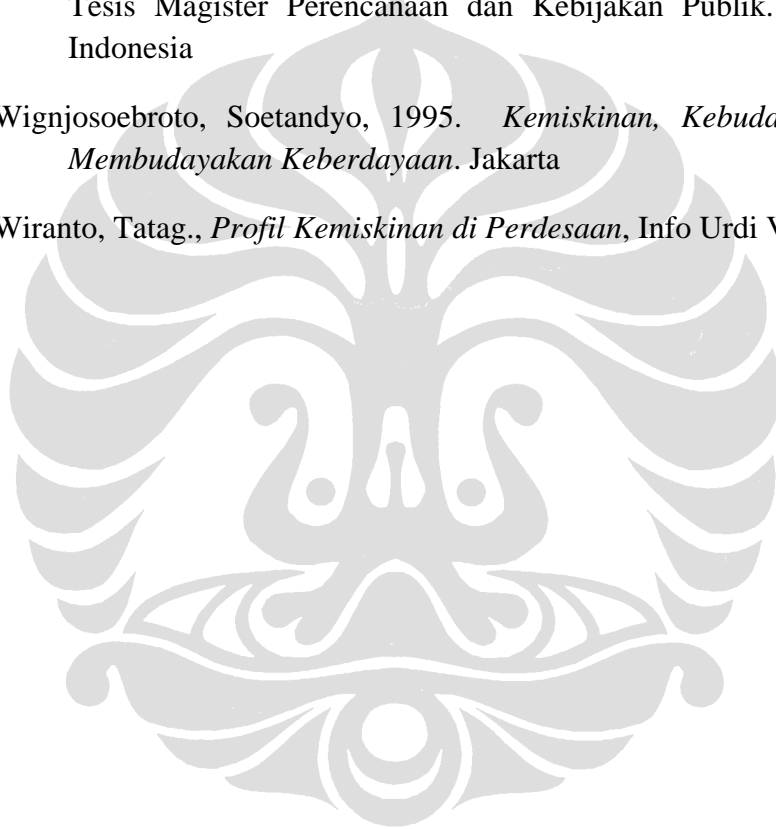 Tesis Magister Perencanaan dan Kebijakan Publik.
Indonesia
Wignjosoebroto, Soetandyo, 1995. Kemiskinan,
Membudayakan Keberdayaan. Jakarta
Wiranto, Tatag., Profil Kemiskinan di Perdesaan, Info Urdi